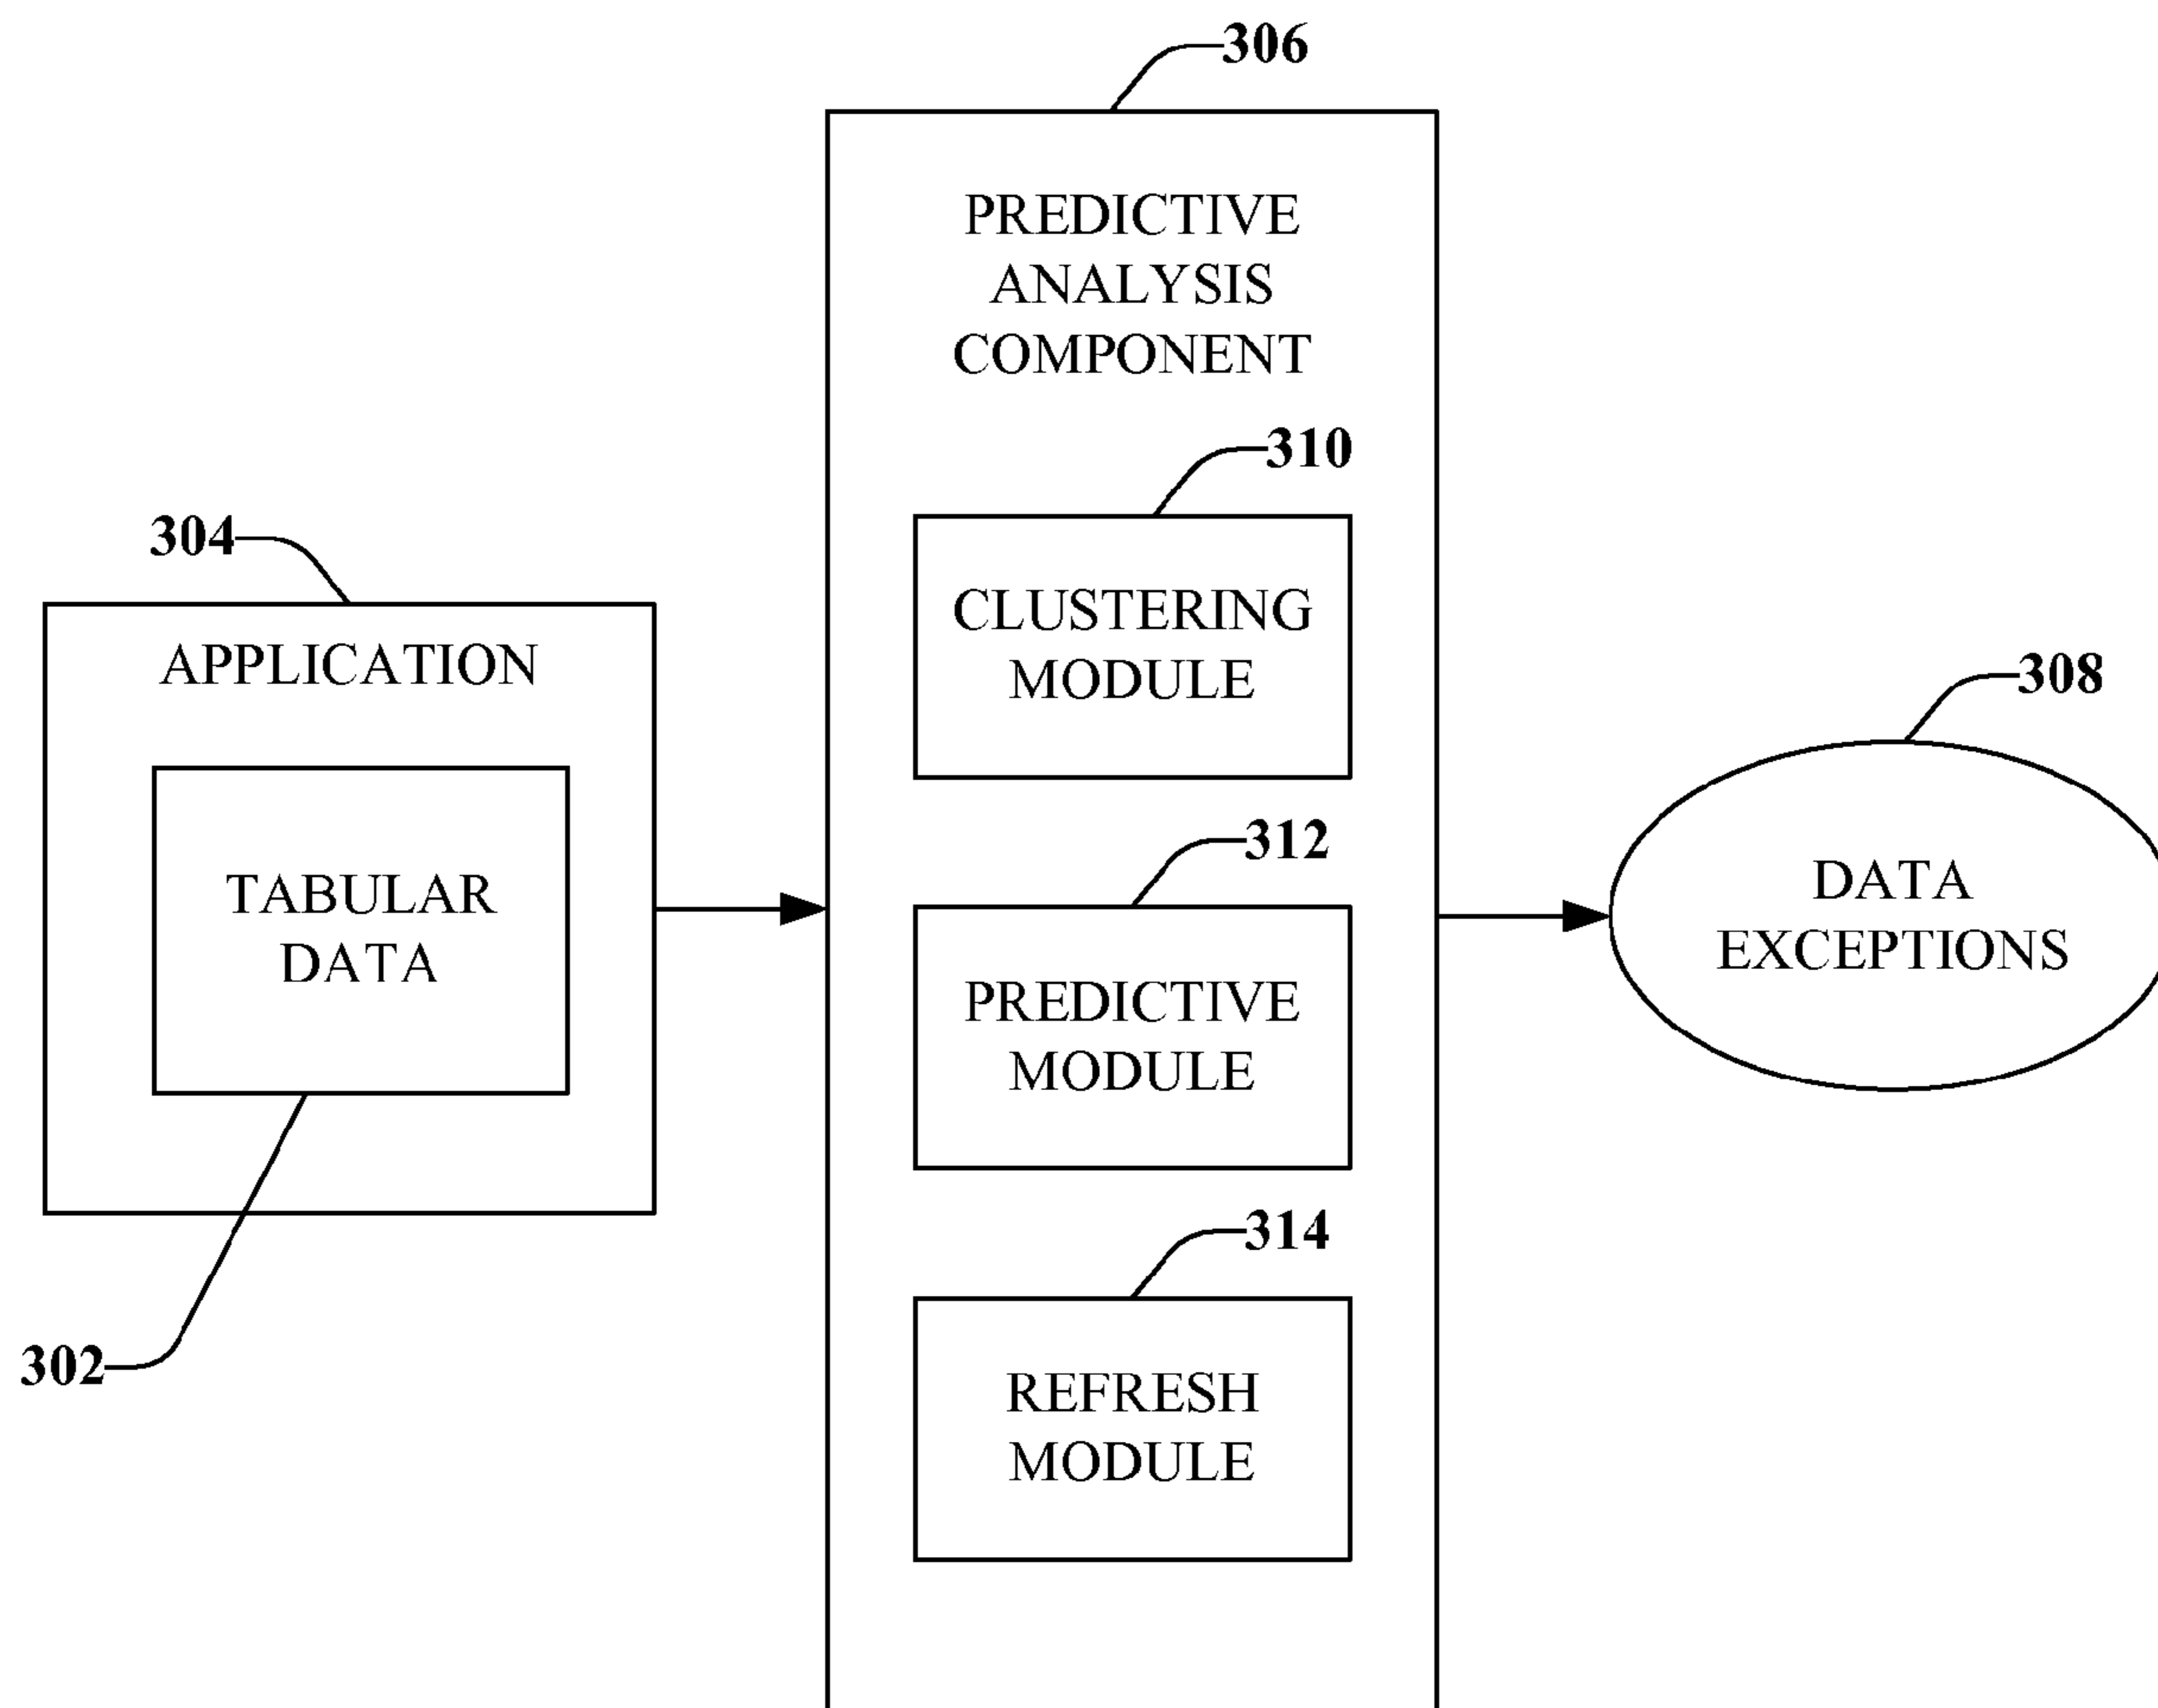 306
PREDICTIVE
ANALYSIS
COMPONENT
310
304
CLUSTERING
MODULE
APPLICATION
308
312
TABULAR
DATA
DATA
EXCEPTIONS
PREDICTIVE
MODULE
314
302
REFRESH
MODULE